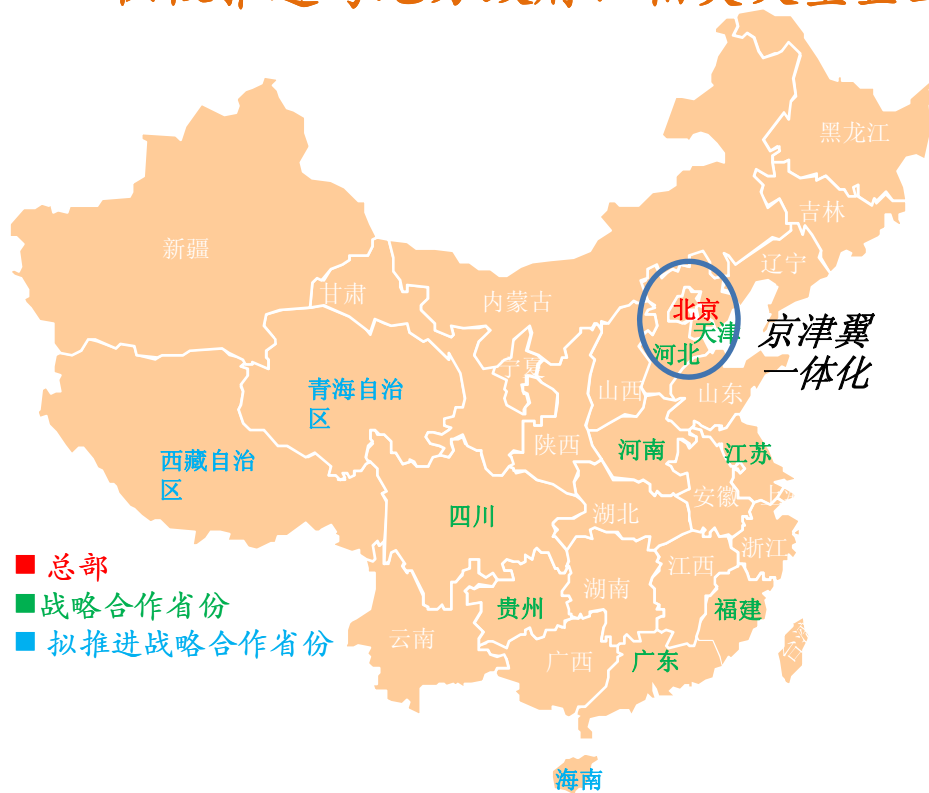 黑龙江
吉林
新疆
辽宁
甘肃
内蒙古
北京
天津
京津翼
一体化
河北
宁夏
青海自治
区
山西
山东
陕西
河南
江苏
西藏自治
区
安徽
四川
湖北
浙江
总部
江西
战略合作省份
贵州
湖南
福建
拟推进战略合作省份
云南
广西
广东
海南